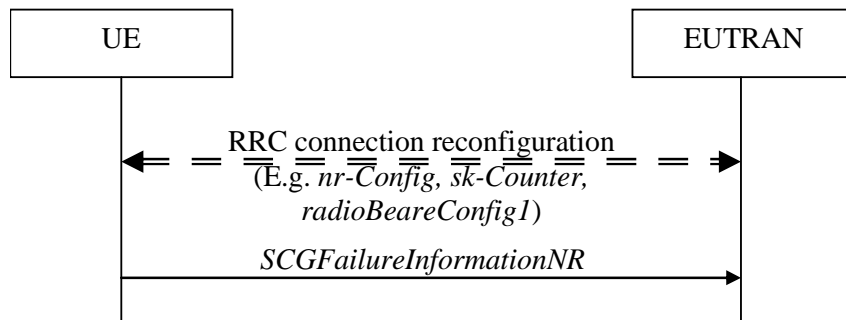 UE
EUTRAN
RRC connection reconfiguration
(E.g. nr-Config, sk-Counter,
radioBeareConfig1)
SCGFailureInformationNR